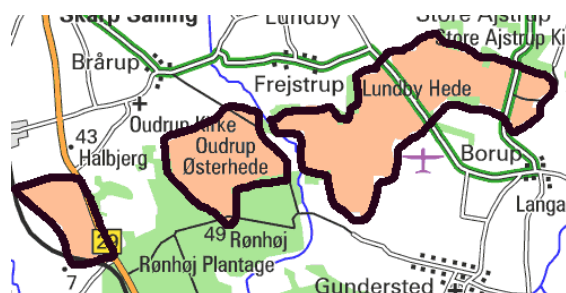 Skarp Salling
Lundby
Store Ajstrup
Store Ajstrup Ki
Brårup
Frejstrup
Lundby Hede
Oudrup Kirke
43
Oudrup
Østerhede
Halbjerg
Borup
Langa
29
49
Rønhøj
7
Rønhøj Plantage
Gundersted